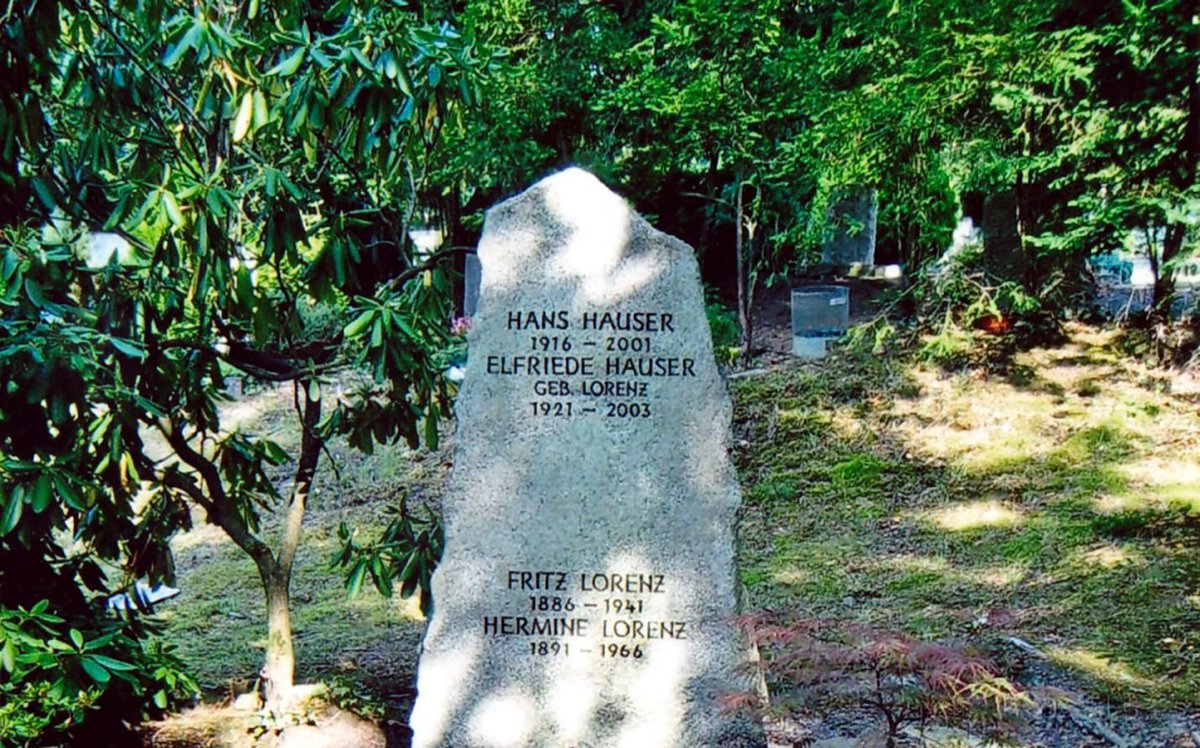 HANS HAUSER
1916 – 2001
ELFRIEDE HAUSER
GEB. LORENZ
1921 – 2003
FRITZ LORENZ
1886 – 1941
HERMINE LORENZ
1891 – 1966